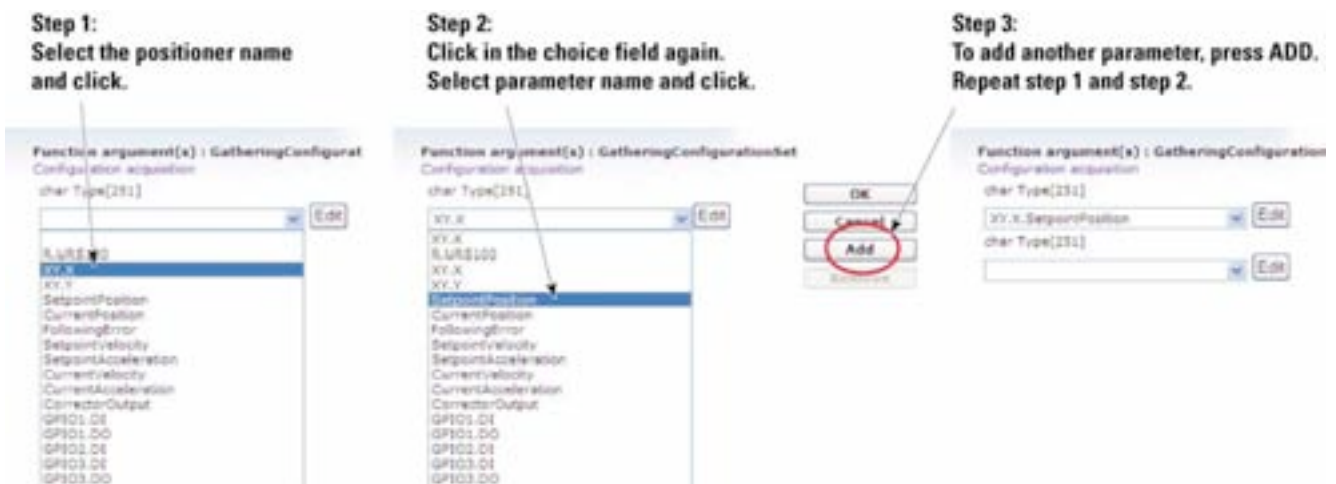 Step 1:
Select the positioner name
and click.
Function argument(s) : GatheringConfigurat
Configuration acquisition
char Type[251]
Edit
XY.X
XY.Y
SetpointPosition
CurrentPosition
FollowingError
SetpointVelocity
SetpointAcceleration
CurrentVelocity
CurrentAcceleration
CorrectorOutput
GPIO1.DI
GPIO1.DO
GPIO2.DI
GPIO3.DI
GPIO3.DO
Step 2:
Click in the choice field again.
Select parameter name and click.
Function argument(s) : GatheringConfigurationSet
Configuration acquisition
char Type[251]
XY.X
Edit
XY.X
R.URS100
XY.X
XY.Y
SetpointPosition
CurrentPosition
FollowingError
SetpointVelocity
SetpointAcceleration
CurrentVelocity
CurrentAcceleration
CorrectorOutput
GPIO1.DI
GPIO1.DO
GPIO2.DI
GPIO3.DI
GPIO3.DO
OK
Cancel
Add
Remove
Step 3:
To add another parameter, press ADD.
Repeat step 1 and step 2.
Function argument(s) : GatheringConfiguration
Configuration acquisition
char Type[251]
XY.X.SetpointPosition
Edit
char Type[251]
Edit